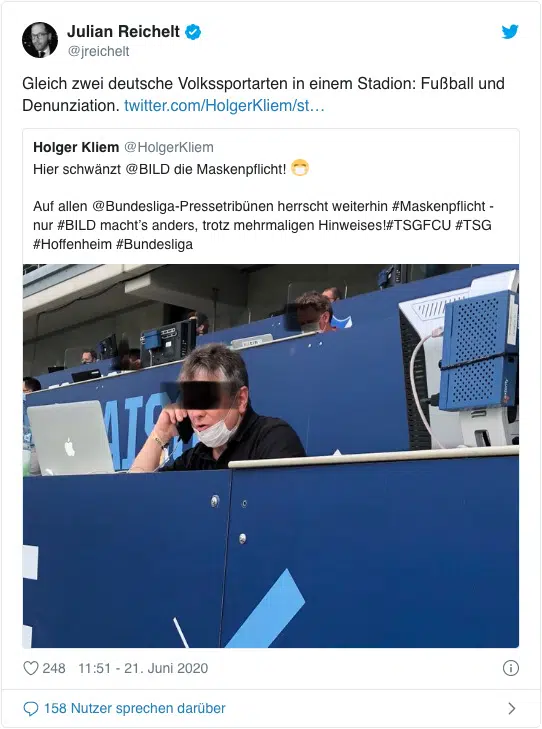 Julian Reichelt
@jreichelt
Gleich zwei deutsche Volkssportarten in einem Stadion: Fußball und
Denunziation. twitter.com/HolgerKliem/st…
Holger Kliem @HolgerKliem
Hier schwänzt @BILD die Maskenpflicht! 😷
Auf allen @Bundesliga-Pressetribünen herrscht weiterhin #Maskenpflicht -
nur #BILD macht’s anders, trotz mehrmaligen Hinweises!#TSGFCU #TSG
#Hoffenheim #Bundesliga
248 11:51 - 21. Juni 2020
158 Nutzer sprechen darüber